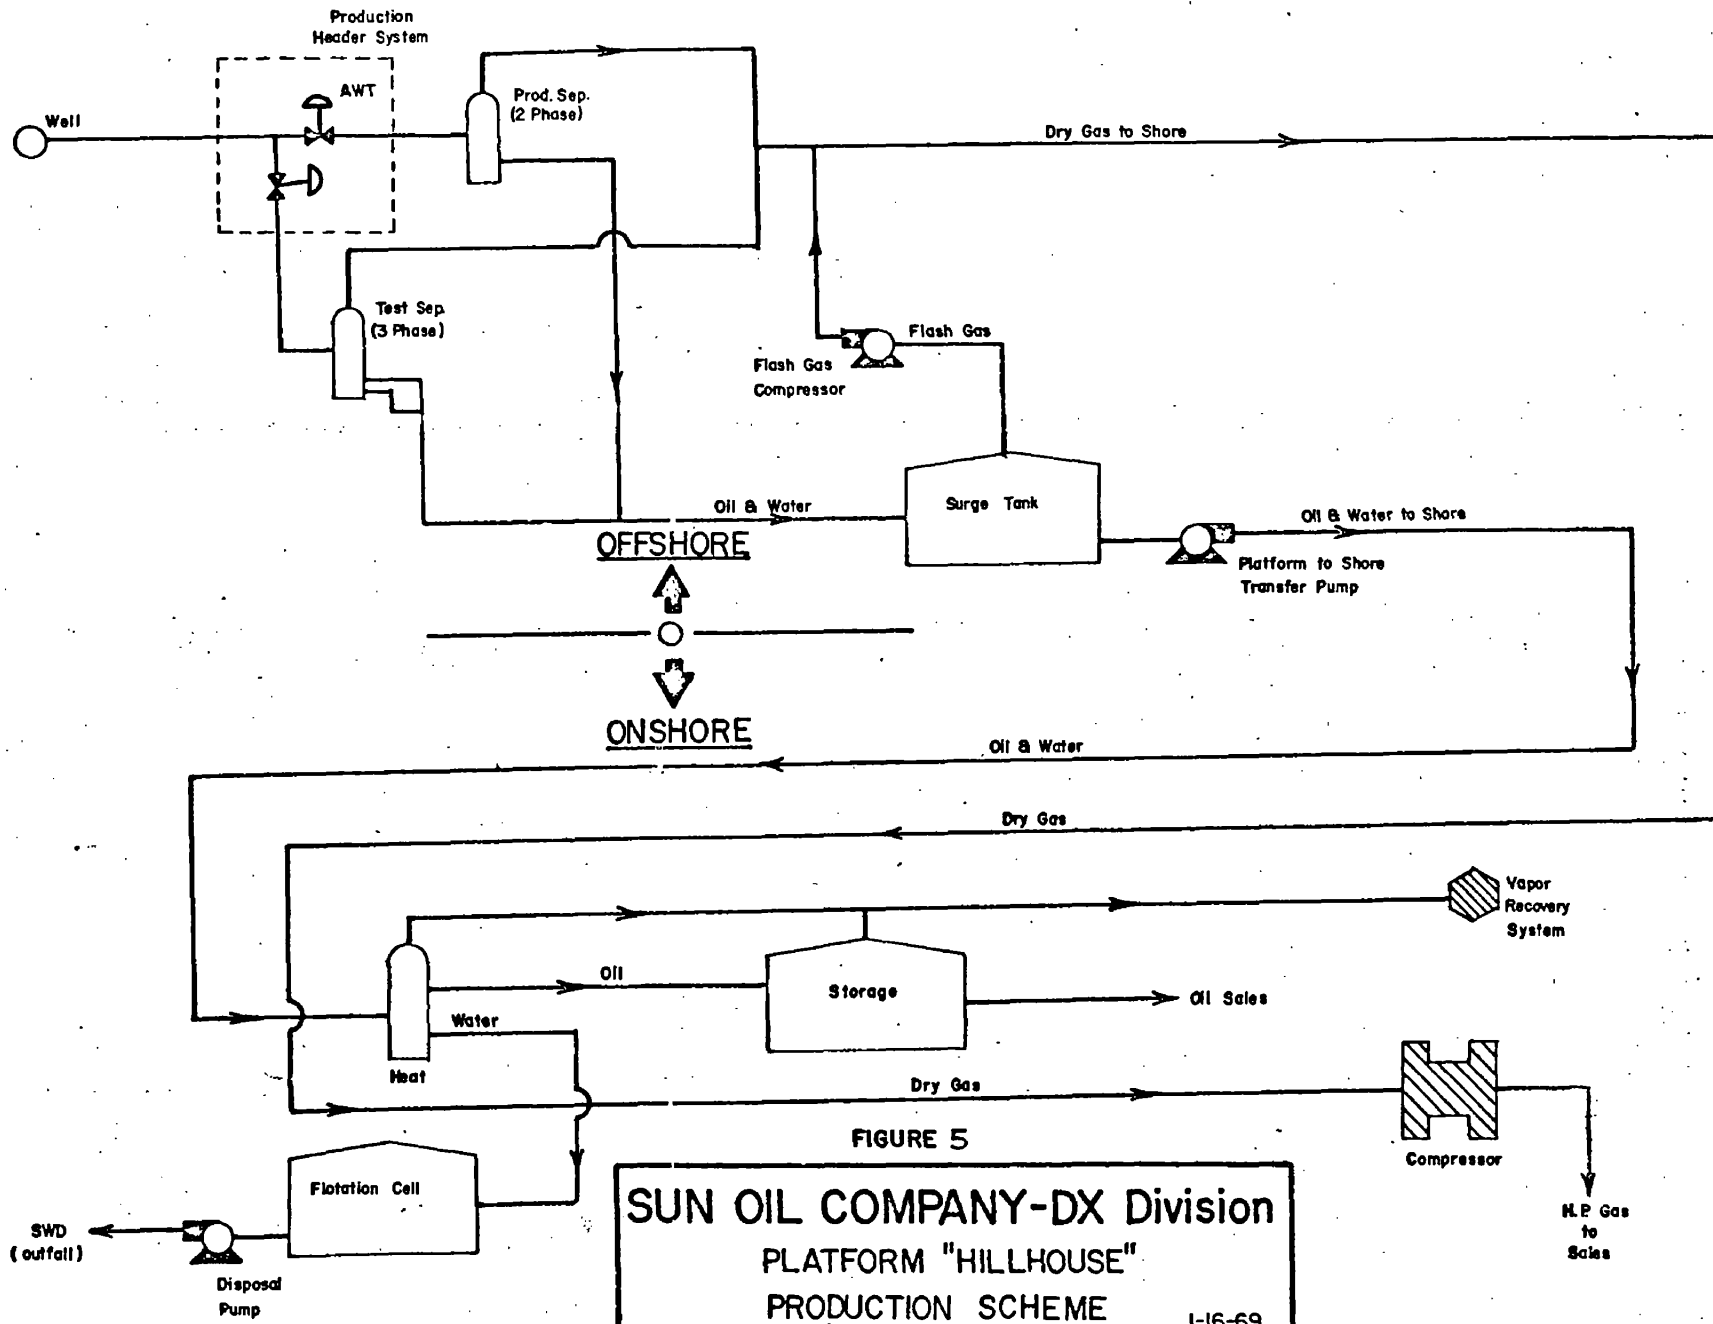 Production
Header System
AWT
Well
Prod. Sep.
(2 Phase)
Dry Gas to Shore
Test Sep.
(3 Phase)
Flash Gas
Flash Gas
Compressor
Oil & Water
Surge Tank
Oil & Water to Shore
OFFSHORE
Platform to Shore
Transfer Pump
ONSHORE
Oil & Water
Dry Gas
Vapor
Recovery
System
Oil
Storage
Oil Sales
Water
Heat
Dry Gas
Compressor
FIGURE 5
Flotation Cell
SUN OIL COMPANY-DX Division
PLATFORM "HILLHOUSE"
PRODUCTION SCHEME
1-16-69
SWD
(outfall)
Disposal
Pump
H.P. Gas
to
Sales